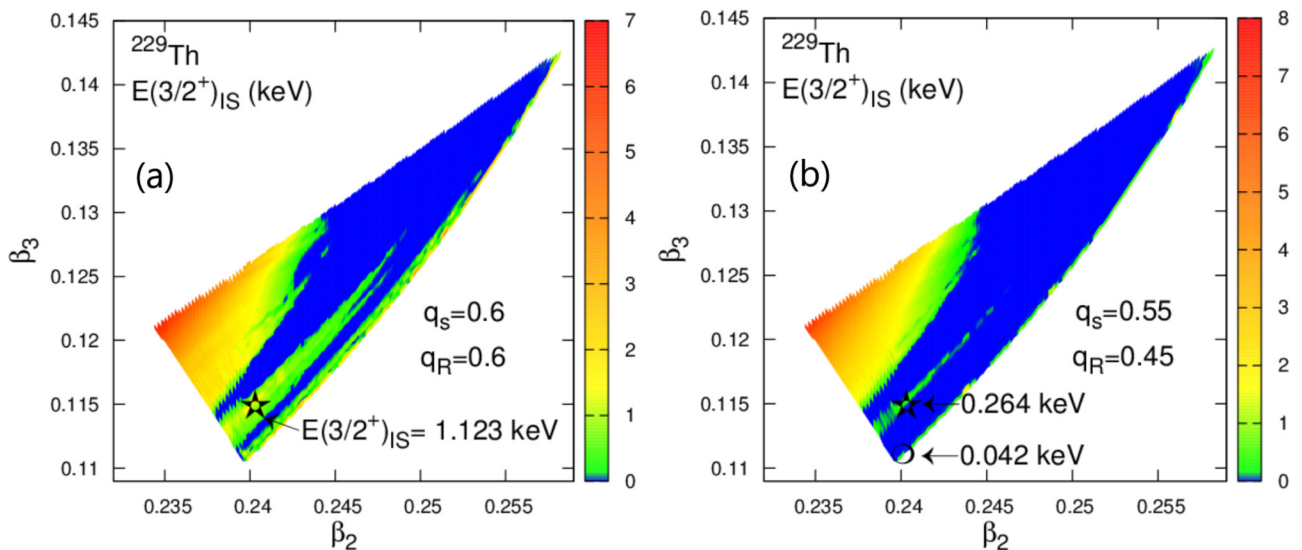 0.145
0.14
0.135
0.13
0.125
0.12
0.115
0.11
β₃
²²⁹Th
E(3/2⁺)IS (keV)
(a)
qₛ=0.6
q_R=0.6
E(3/2⁺)IS= 1.123 keV
0.235 0.24 0.245 0.25 0.255
β₂
7
6
5
4
3
2
1
0
0.145
0.14
0.135
0.13
0.125
0.12
0.115
0.11
β₃
²²⁹Th
E(3/2⁺)IS (keV)
(b)
qₛ=0.55
q_R=0.45
0.264 keV
0.042 keV
0.235 0.24 0.245 0.25 0.255
β₂
8
7
6
5
4
3
2
1
0